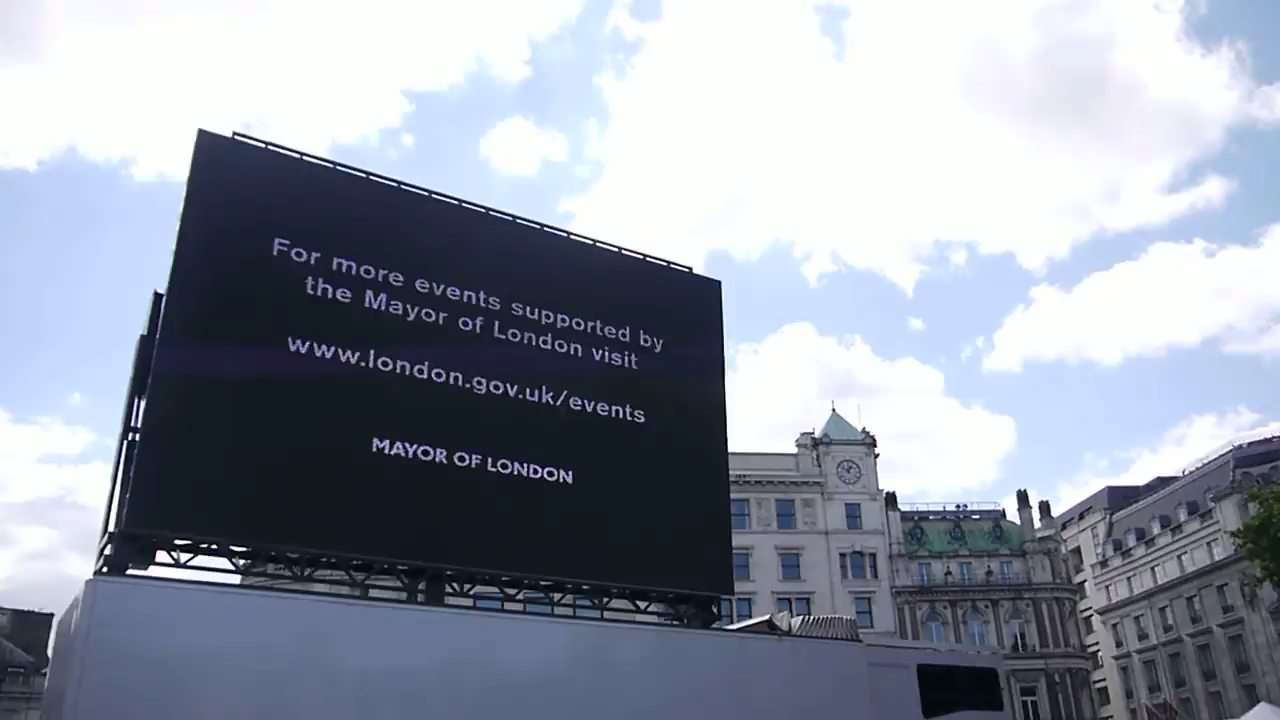 For more events supported by
the Mayor of London visit
www.london.gov.uk/events
MAYOR OF LONDON